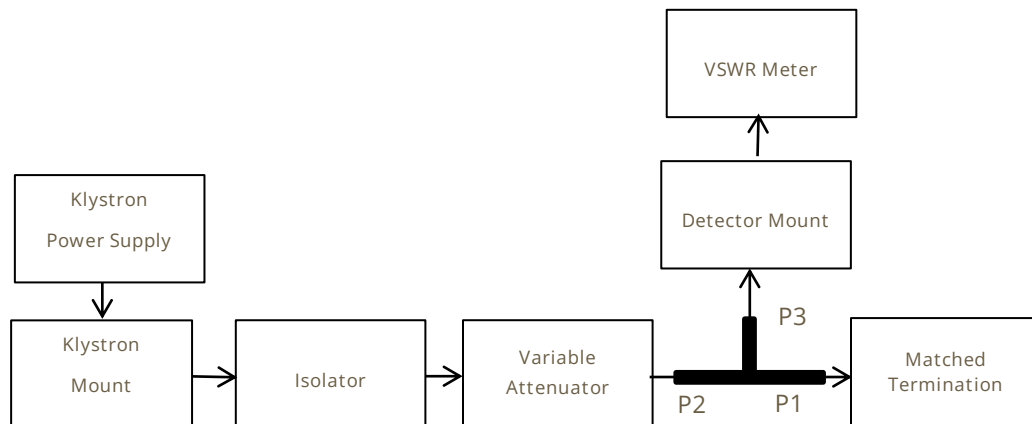 VSWR Meter
Klystron
Power Supply
Detector Mount
P3
Klystron
Mount
Isolator
Variable
Attenuator
Matched
Termination
P2
P1